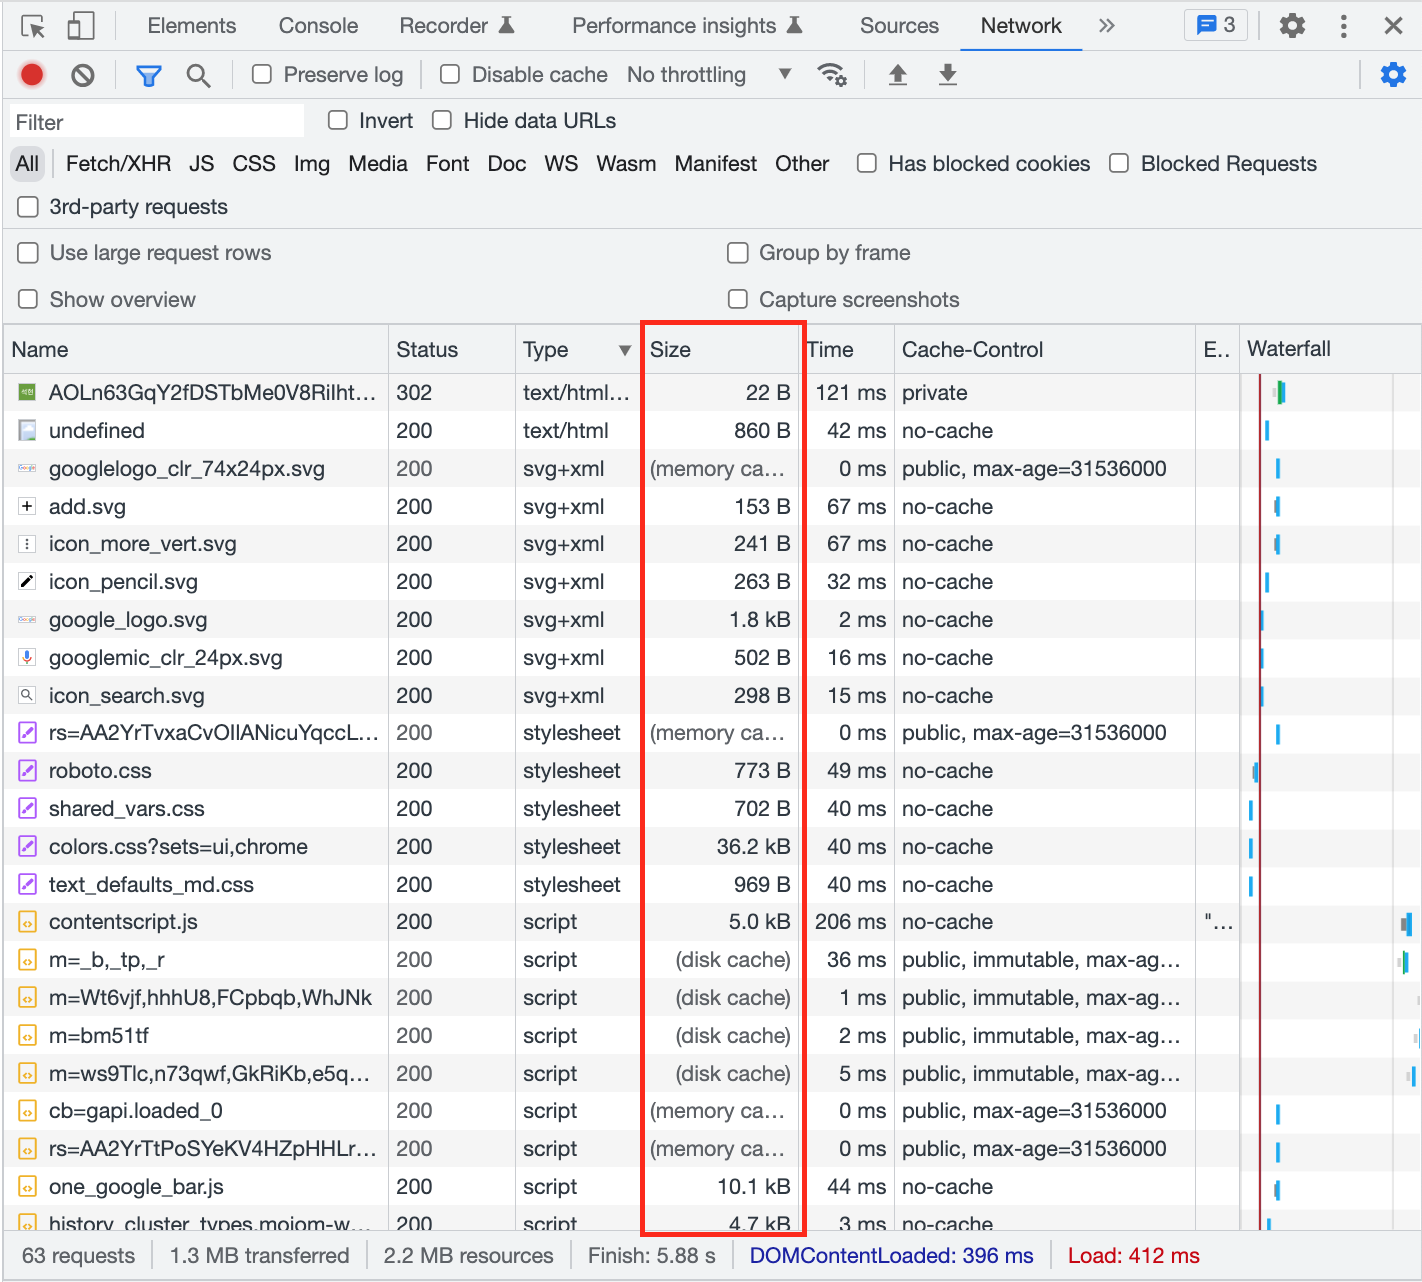 Elements Console Recorder Performance insights Sources Network 3
Preserve log Disable cache No throttling
Filter Invert Hide data URLs
All Fetch/XHR JS CSS Img Media Font Doc WS Wasm Manifest Other Has blocked cookies Blocked Requests
3rd-party requests
Use large request rows Group by frame
Show overview Capture screenshots
Name Status Type Size Time Cache-Control E.. Waterfall
AOLn63GqY2fDSTbMe0V8Rilht... 302 text/html... 22 B 121 ms private
undefined 200 text/html 860 B 42 ms no-cache
googlelogo_clr_74x24px.svg 200 svg+xml (memory ca... 0 ms public, max-age=31536000
add.svg 200 svg+xml 153 B 67 ms no-cache
icon_more_vert.svg 200 svg+xml 241 B 67 ms no-cache
icon_pencil.svg 200 svg+xml 263 B 32 ms no-cache
google_logo.svg 200 svg+xml 1.8 kB 2 ms no-cache
googlemic_clr_24px.svg 200 svg+xml 502 B 16 ms no-cache
icon_search.svg 200 svg+xml 298 B 15 ms no-cache
rs=AA2YrTvxaCvOIlANicuYqccL... 200 stylesheet (memory ca... 0 ms public, max-age=31536000
roboto.css 200 stylesheet 773 B 49 ms no-cache
shared_vars.css 200 stylesheet 702 B 40 ms no-cache
colors.css?sets=ui,chrome 200 stylesheet 36.2 kB 40 ms no-cache
text_defaults_md.css 200 stylesheet 969 B 40 ms no-cache
contentscript.js 200 script 5.0 kB 206 ms no-cache "...
m=_b,_tp,_r 200 script (disk cache) 36 ms public, immutable, max-ag...
m=Wt6vjf,hhhU8,FCpbqb,WhJNk 200 script (disk cache) 1 ms public, immutable, max-ag...
m=bm51tf 200 script (disk cache) 2 ms public, immutable, max-ag...
m=ws9Tlc,n73qwf,GkRiKb,e5q... 200 script (disk cache) 5 ms public, immutable, max-ag...
cb=gapi.loaded_0 200 script (memory ca... 0 ms public, max-age=31536000
rs=AA2YrTtPoSYeKV4HZpHHLr... 200 script (memory ca... 0 ms public, max-age=31536000
one_google_bar.js 200 script 10.1 kB 44 ms no-cache
history_cluster_types.mojom-w... 200 script 4.7 kB 3 ms no-cache
63 requests 1.3 MB transferred 2.2 MB resources Finish: 5.88 s DOMContentLoaded: 396 ms Load: 412 ms